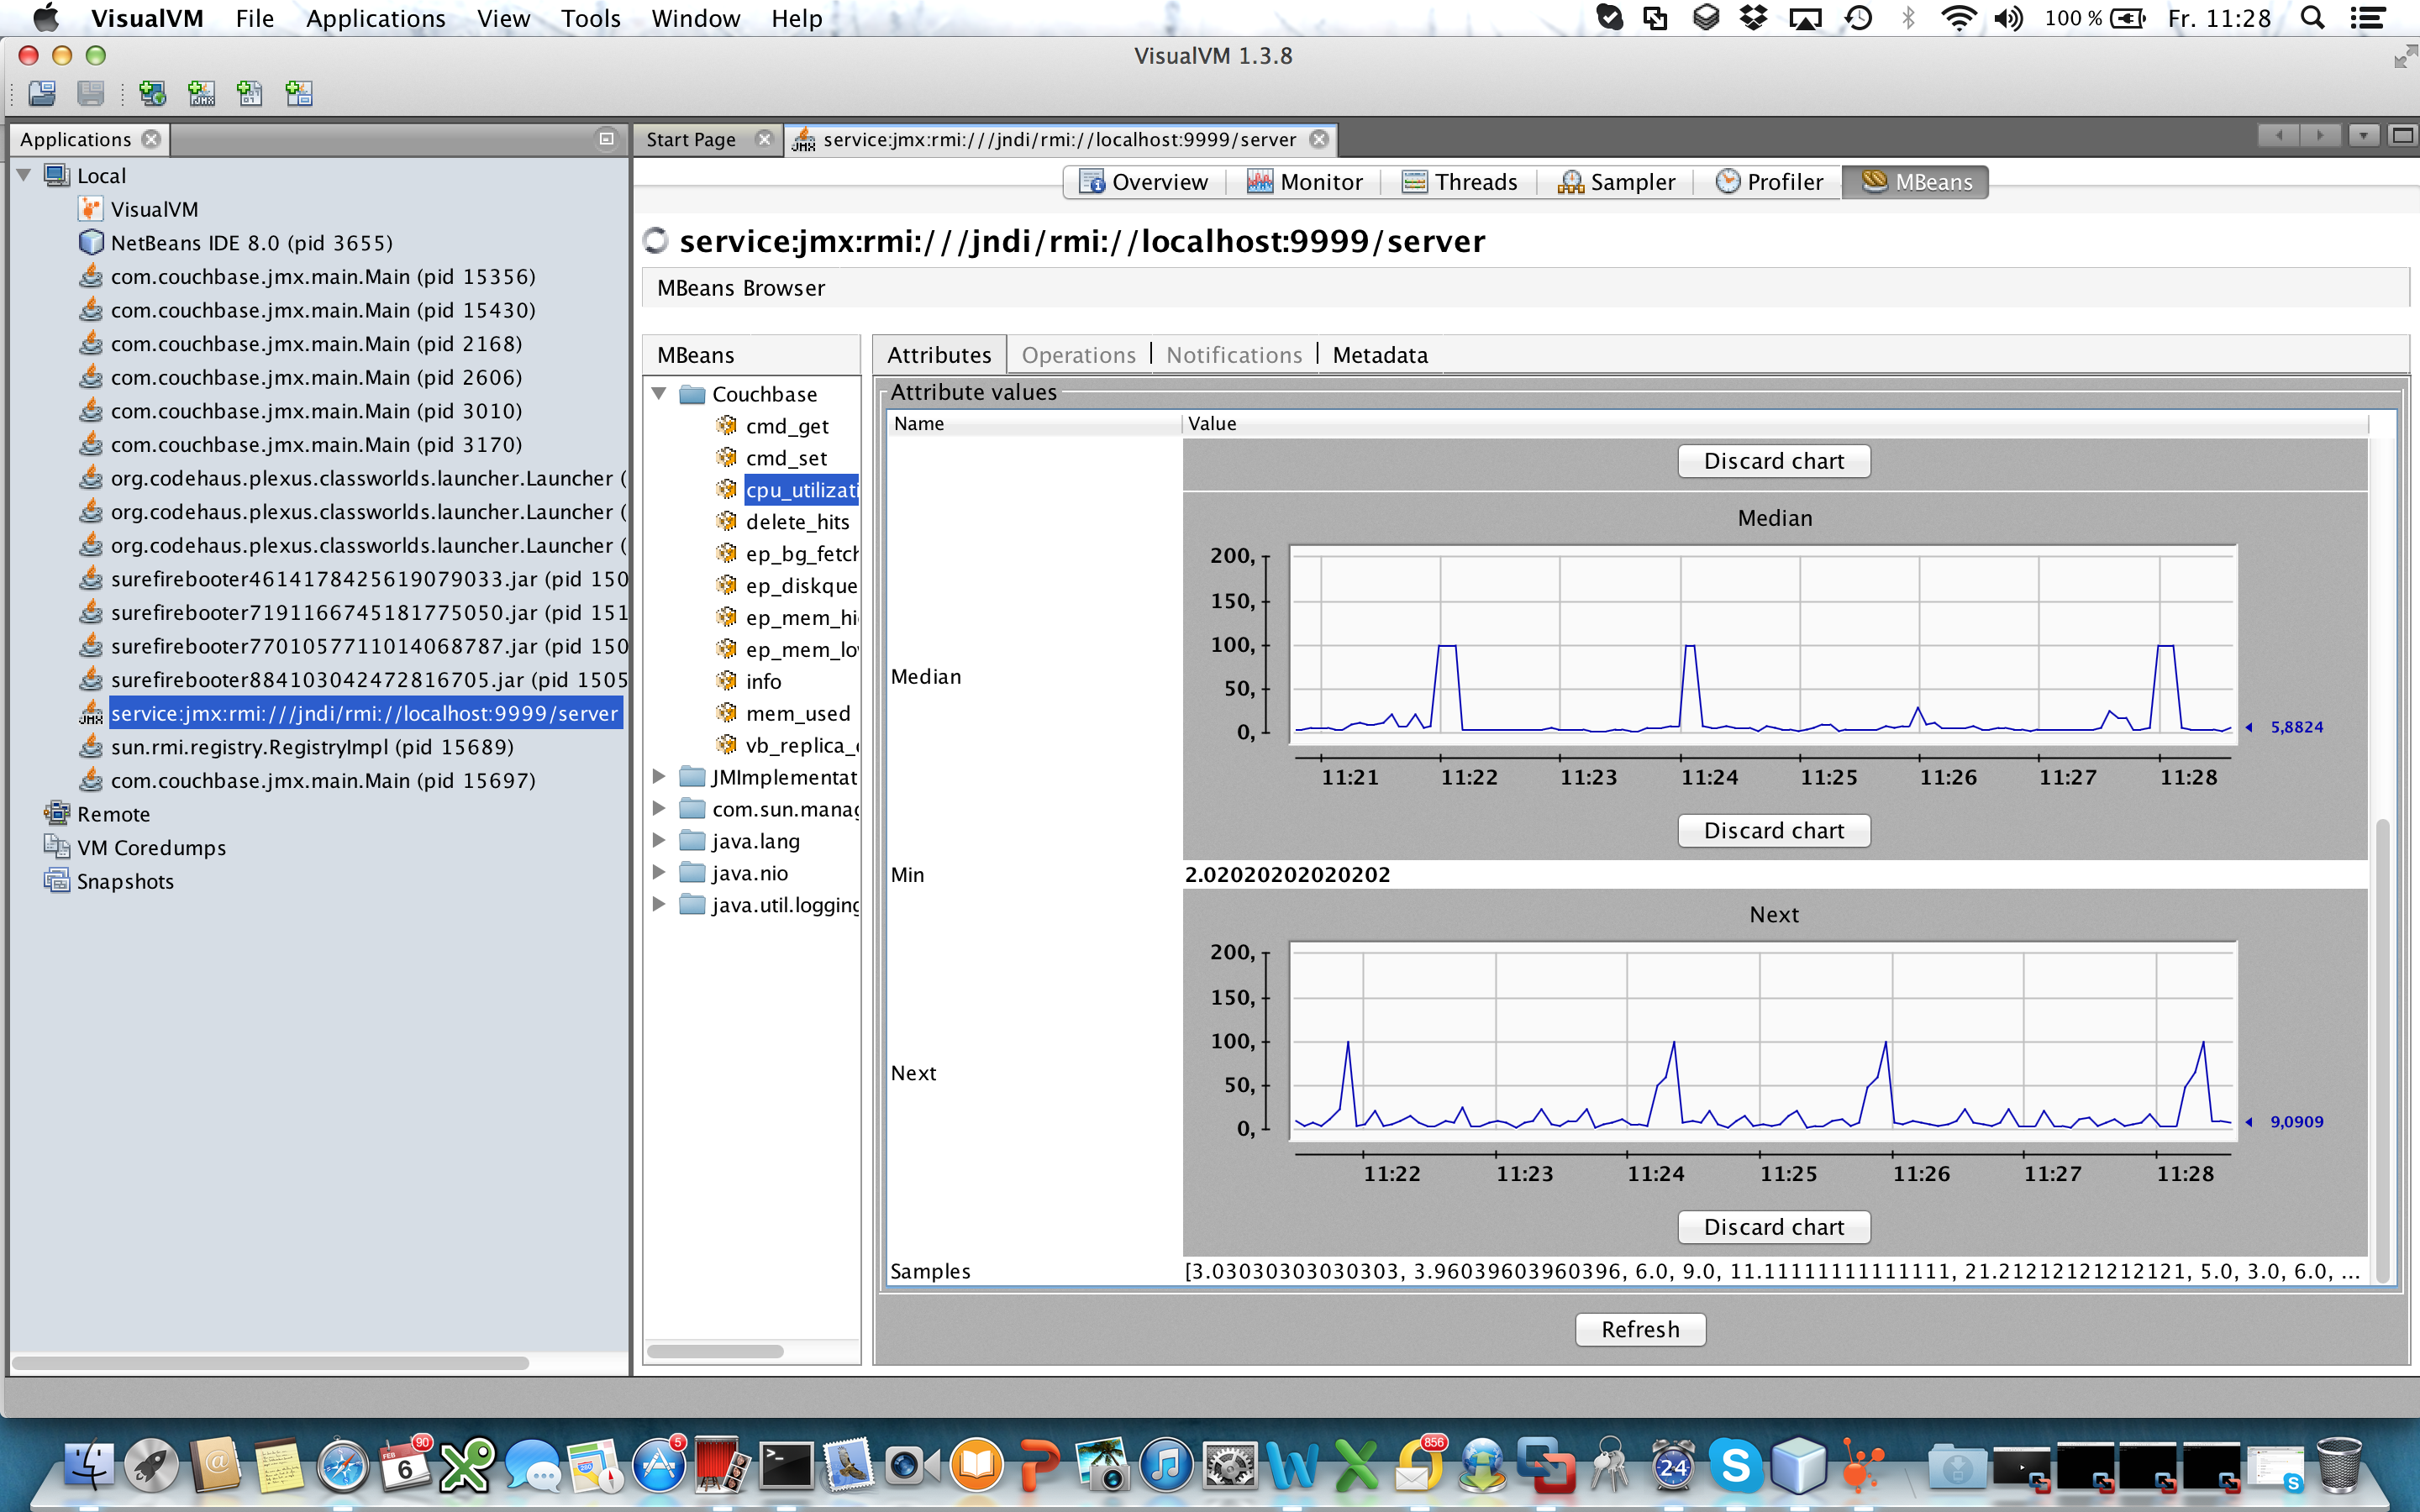 VisualVM File Applications View Tools Window Help 100 % Fr. 11:28
VisualVM 1.3.8
Applications
Start Page service:jmx:rmi:///jndi/rmi://localhost:9999/server
Local
VisualVM
NetBeans IDE 8.0 (pid 3655)
com.couchbase.jmx.main.Main (pid 15356)
com.couchbase.jmx.main.Main (pid 15430)
com.couchbase.jmx.main.Main (pid 2168)
com.couchbase.jmx.main.Main (pid 2606)
com.couchbase.jmx.main.Main (pid 3010)
com.couchbase.jmx.main.Main (pid 3170)
org.codehaus.plexus.classworlds.launcher.Launcher (
org.codehaus.plexus.classworlds.launcher.Launcher (
org.codehaus.plexus.classworlds.launcher.Launcher (
surefirebooter4614178425619079033.jar (pid 150
surefirebooter7191166745181775050.jar (pid 151
surefirebooter7701057711014068787.jar (pid 150
surefirebooter884103042472816705.jar (pid 1505
service:jmx:rmi:///jndi/rmi://localhost:9999/server
sun.rmi.registry.RegistryImpl (pid 15689)
com.couchbase.jmx.main.Main (pid 15697)
Remote
VM Coredumps
Snapshots
Overview Monitor Threads Sampler Profiler MBeans
service:jmx:rmi:///jndi/rmi://localhost:9999/server
MBeans Browser
MBeans
Couchbase
cmd_get
cmd_set
cpu_utilizati
delete_hits
ep_bg_fetch
ep_diskque
ep_mem_hi
ep_mem_lo
info
mem_used
vb_replica_
JMImplementat
com.sun.manag
java.lang
java.nio
java.util.logging
Attributes Operations Notifications Metadata
Attribute values
Name Value
Discard chart
Median
Median
200,
150,
100,
50,
0,
5,8824
11:21 11:22 11:23 11:24 11:25 11:26 11:27 11:28
Discard chart
Min 2.02020202020202
Next
Next
200,
150,
100,
50,
0,
9,0909
11:22 11:23 11:24 11:25 11:26 11:27 11:28
Discard chart
Samples [3.03030303030303, 3.96039603960396, 6.0, 9.0, 11.11111111111111, 21.21212121212121, 5.0, 3.0, 6.0, ...
Refresh
FEB
6
90
5
280
856
24